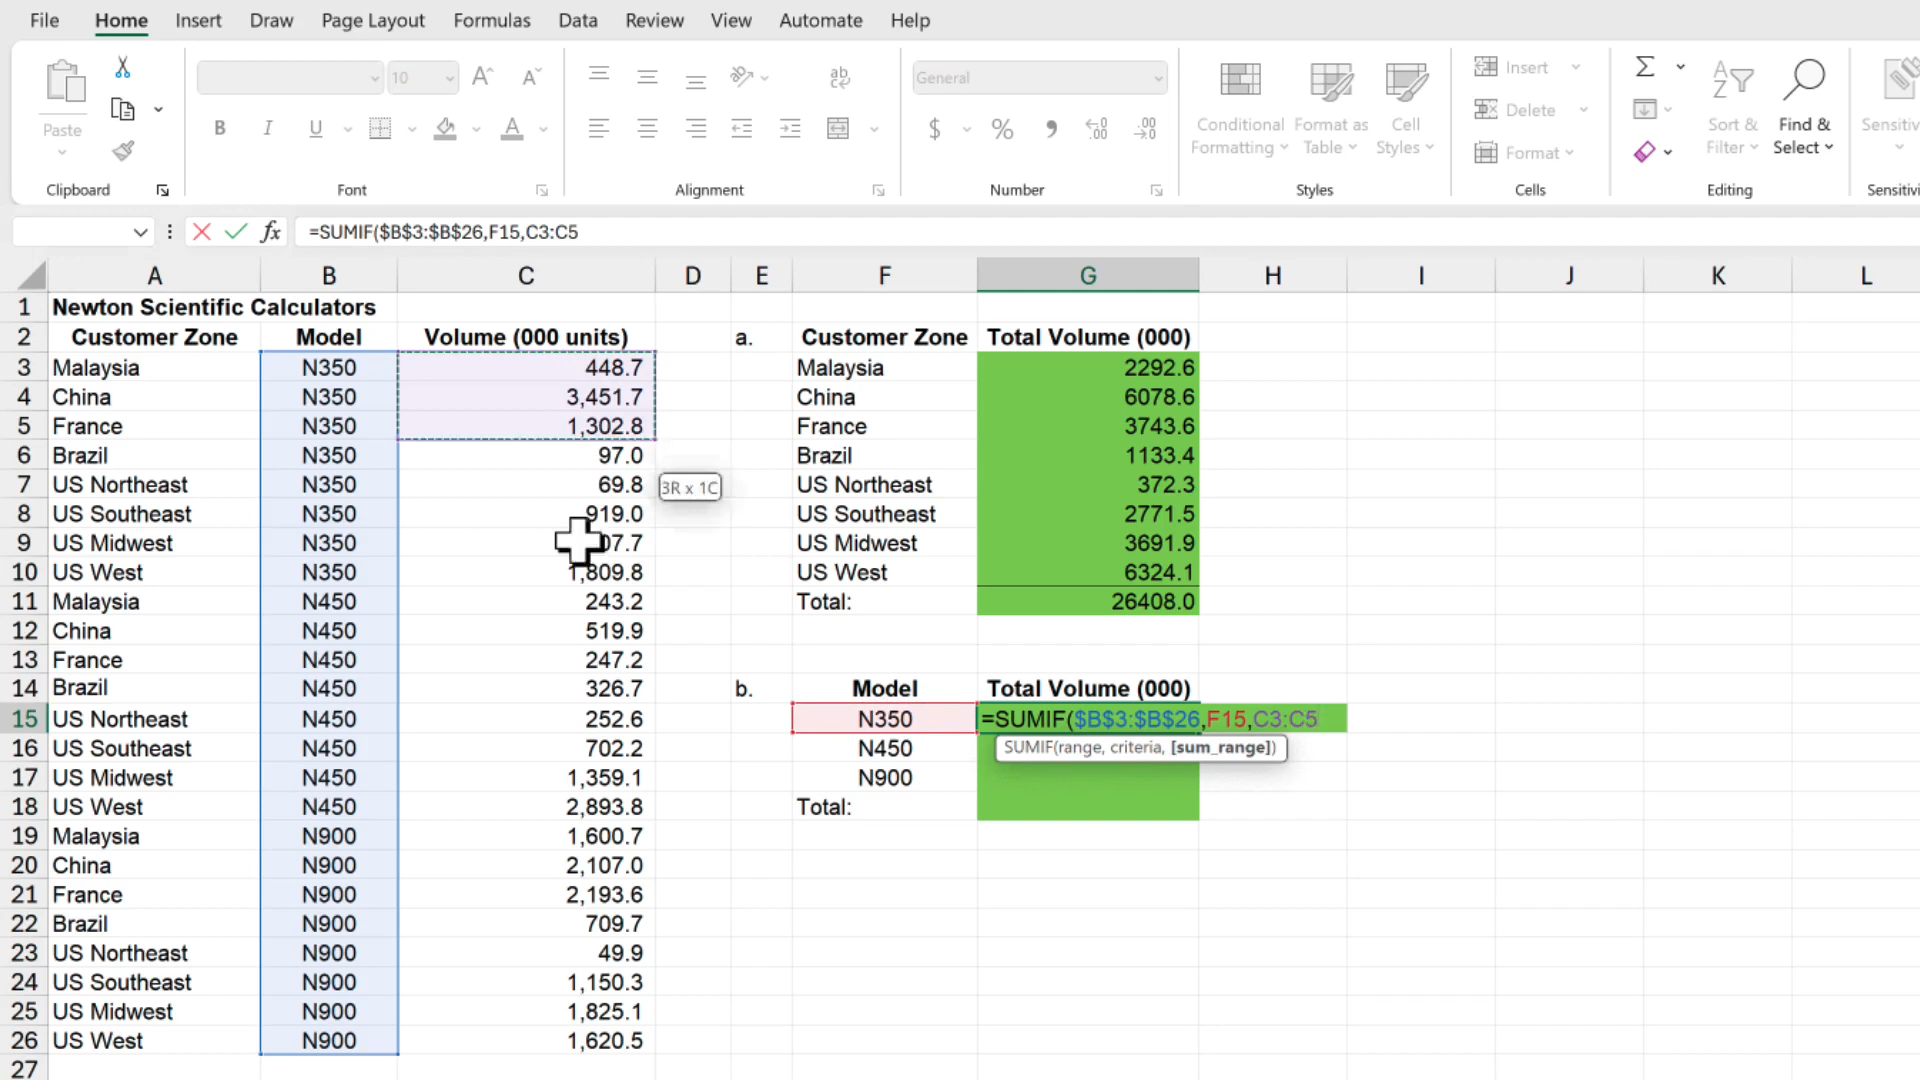 File Home Insert Draw Page Layout Formulas Data Review View Automate Help
10 General Insert
Paste B I U $ % Conditional Formatting Format as Table Cell Styles Delete Sort & Filter Find & Select Sensitiv
Format
Clipboard Font Alignment Number Styles Cells Editing Sensitivi
fx =SUMIF($B$3:$B$26,F15,C3:C5
A B C D E F G H I J K L
1 Newton Scientific Calculators
2 Customer Zone Model Volume (000 units) a. Customer Zone Total Volume (000)
3 Malaysia N350 448.7 Malaysia 2292.6
4 China N350 3,451.7 China 6078.6
5 France N350 1,302.8 France 3743.6
6 Brazil N350 97.0 Brazil 1133.4
7 US Northeast N350 69.8 3R x 1C US Northeast 372.3
8 US Southeast N350 919.0 US Southeast 2771.5
9 US Midwest N350 US Midwest 3691.9
10 US West N350 1,809.8 US West 6324.1
11 Malaysia N450 243.2 Total: 26408.0
12 China N450 519.9
13 France N450 247.2
14 Brazil N450 326.7 b. Model Total Volume (000)
15 US Northeast N450 252.6 N350 =SUMIF($B$3:$B$26,F15,C3:C5
16 US Southeast N450 702.2 N450 SUMIF(range, criteria, [sum_range])
17 US Midwest N450 1,359.1 N900
18 US West N450 2,893.8 Total:
19 Malaysia N900 1,600.7
20 China N900 2,107.0
21 France N900 2,193.6
22 Brazil N900 709.7
23 US Northeast N900 49.9
24 US Southeast N900 1,150.3
25 US Midwest N900 1,825.1
26 US West N900 1,620.5
27